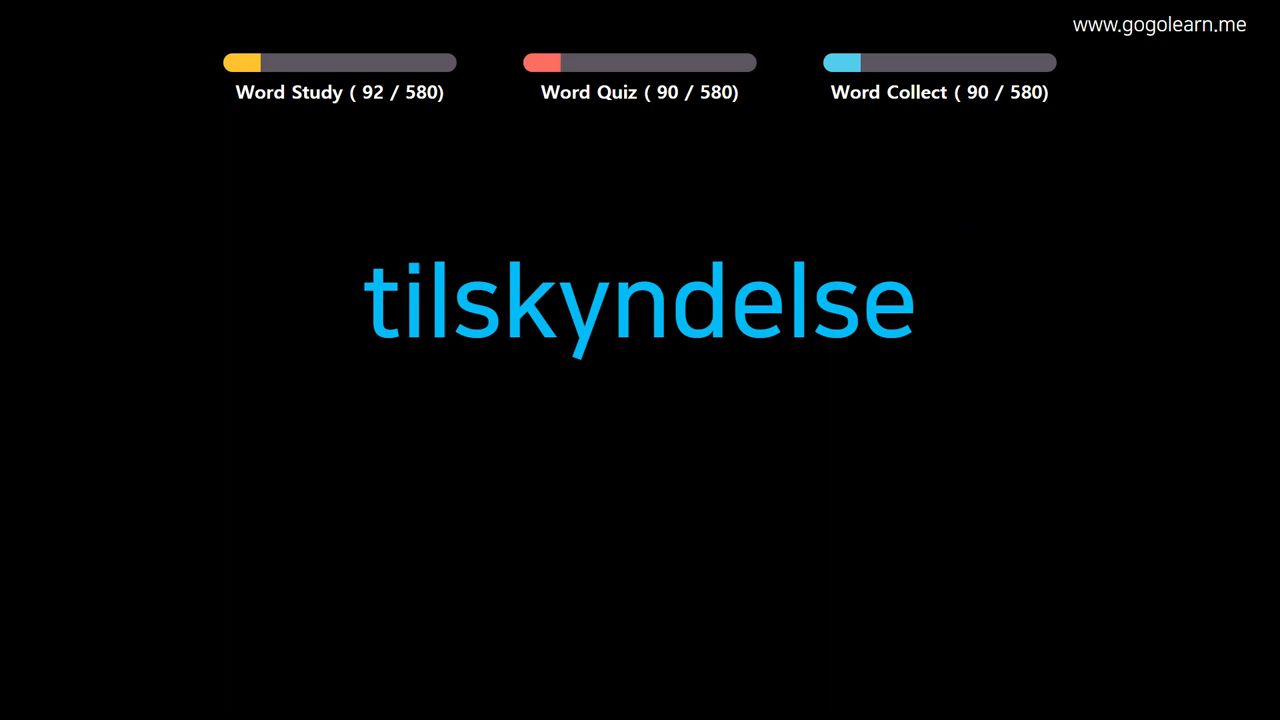 www.gogolearn.me
Word Study ( 92 / 580)
Word Quiz ( 90 / 580)
Word Collect ( 90 / 580)
tilskyndelse